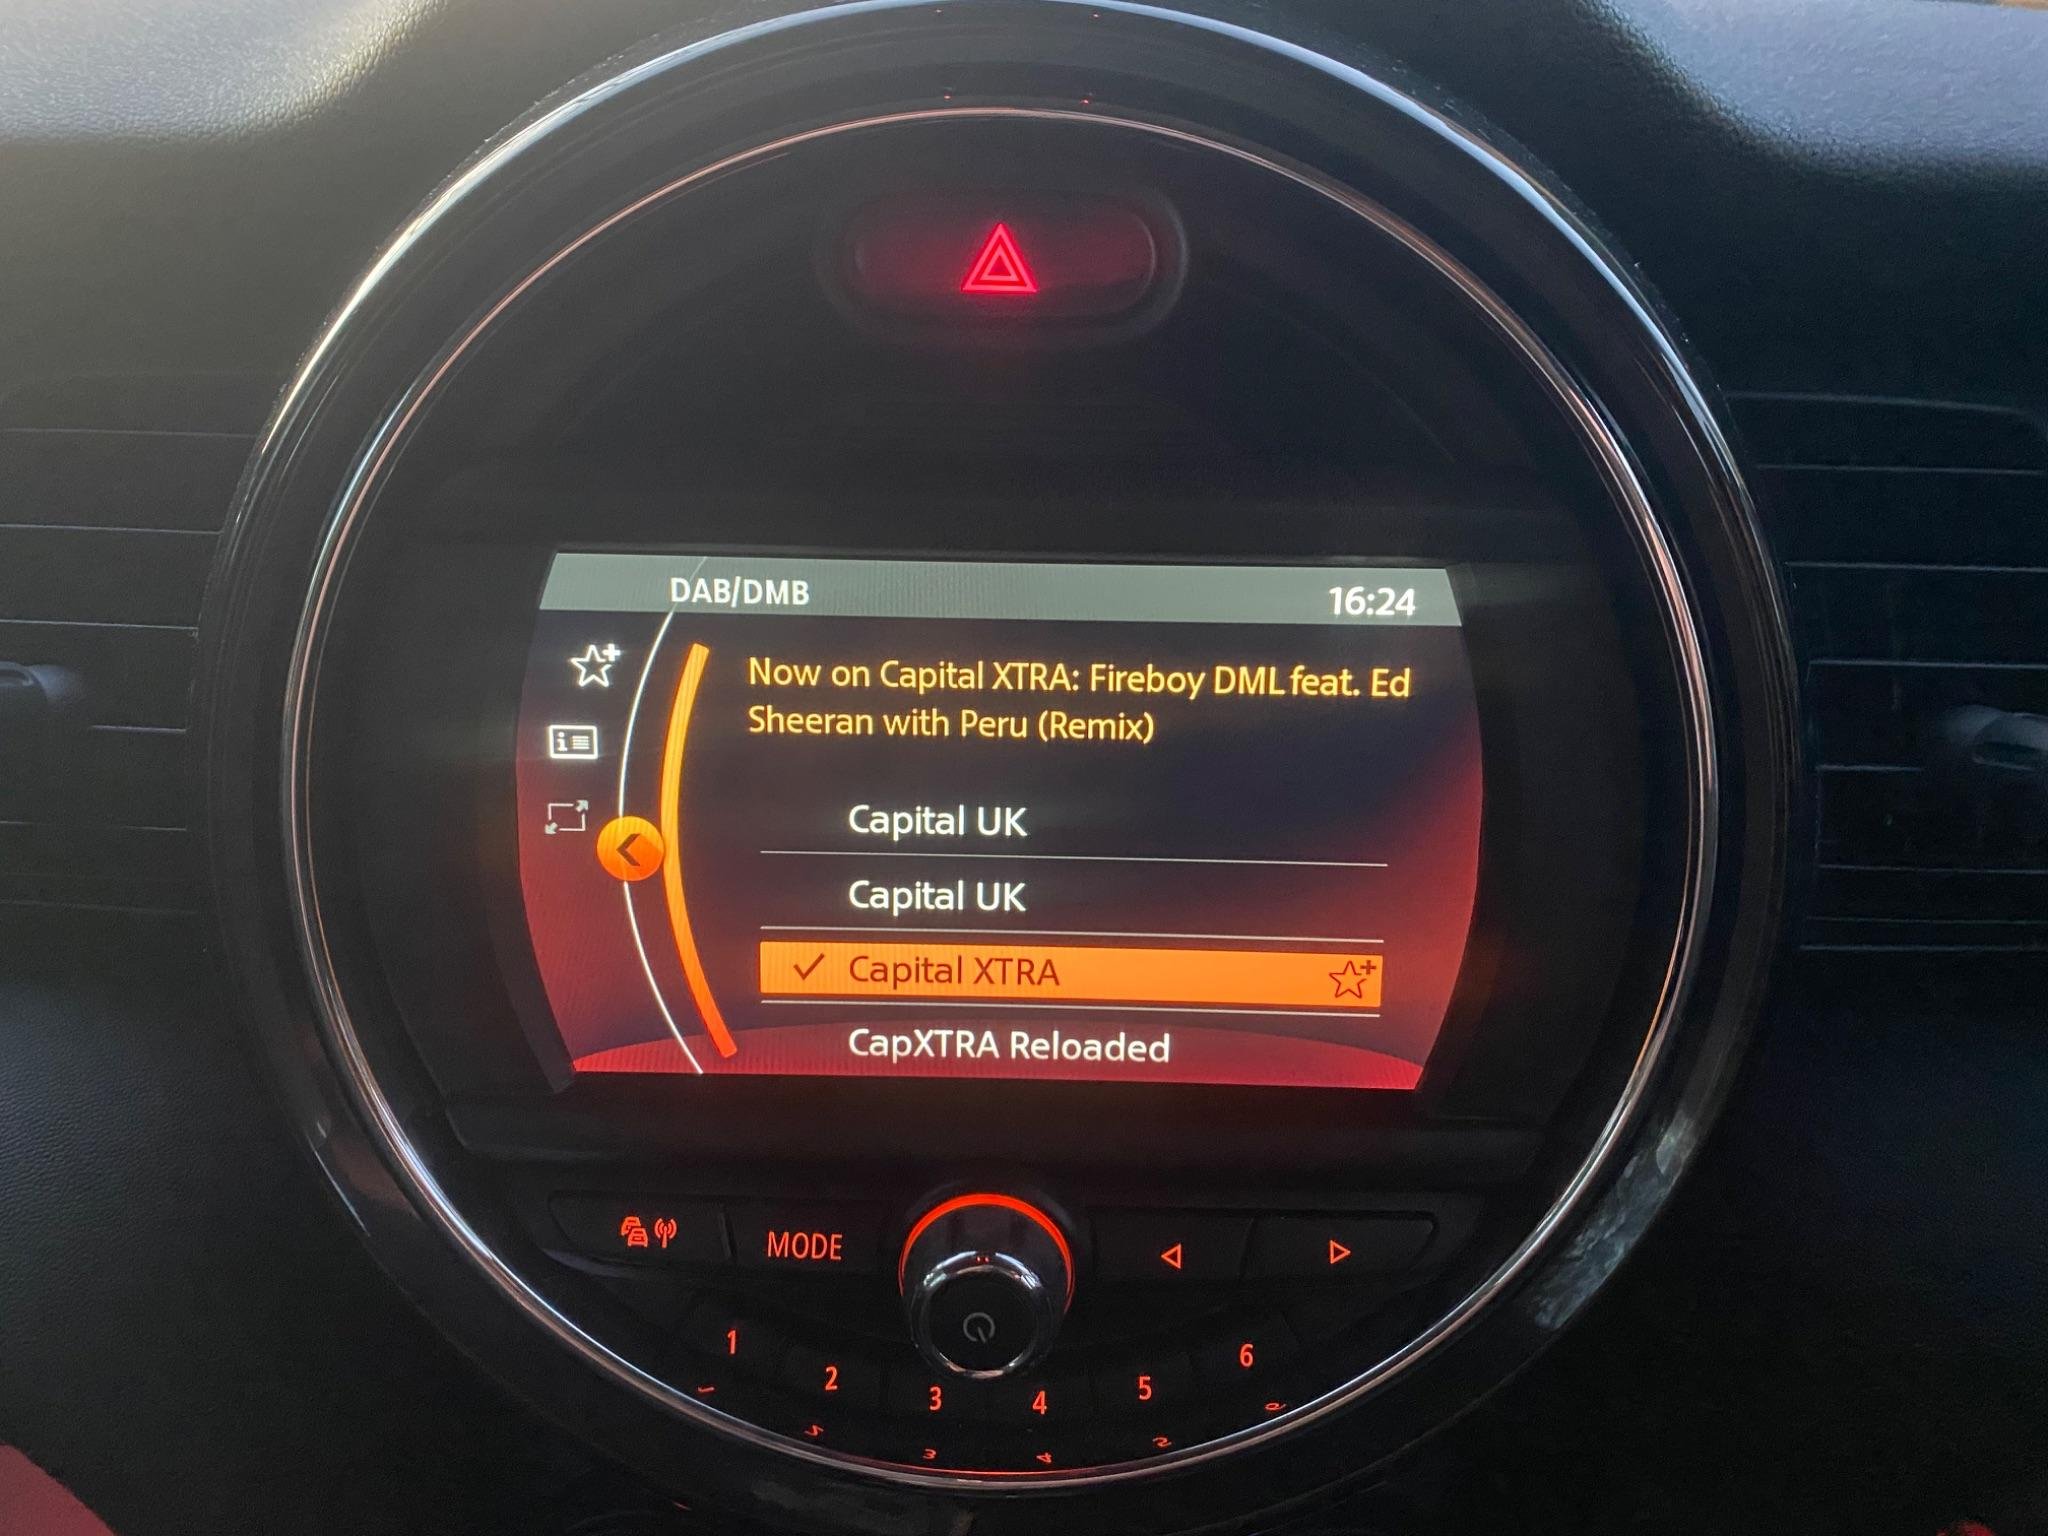 DAB/DMB 16:24
Now on Capital XTRA: Fireboy DML feat. Ed
Sheeran with Peru (Remix)
Capital UK
Capital UK
Capital XTRA
CapXTRA Reloaded
MODE
1 2 3 4 5 6